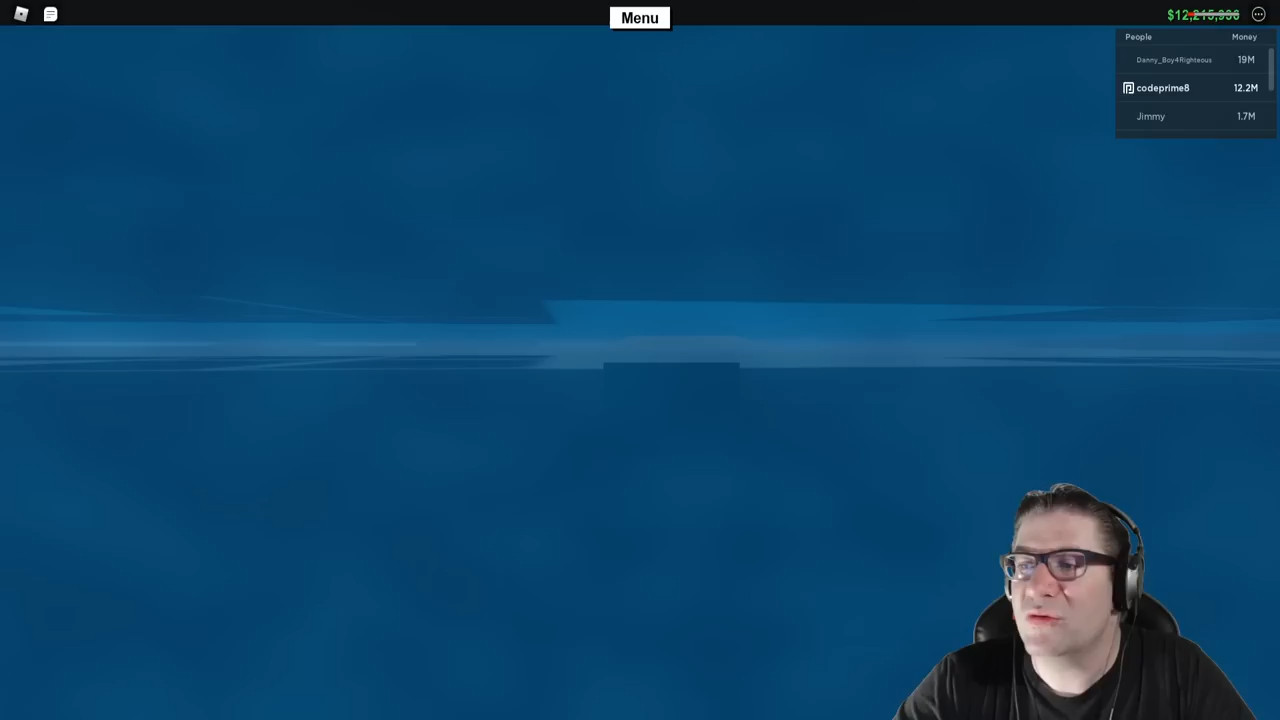 Menu
People Money
Danny_Boy4Righteous 19M
codeprime8 12.2M
Jimmy 1.7M